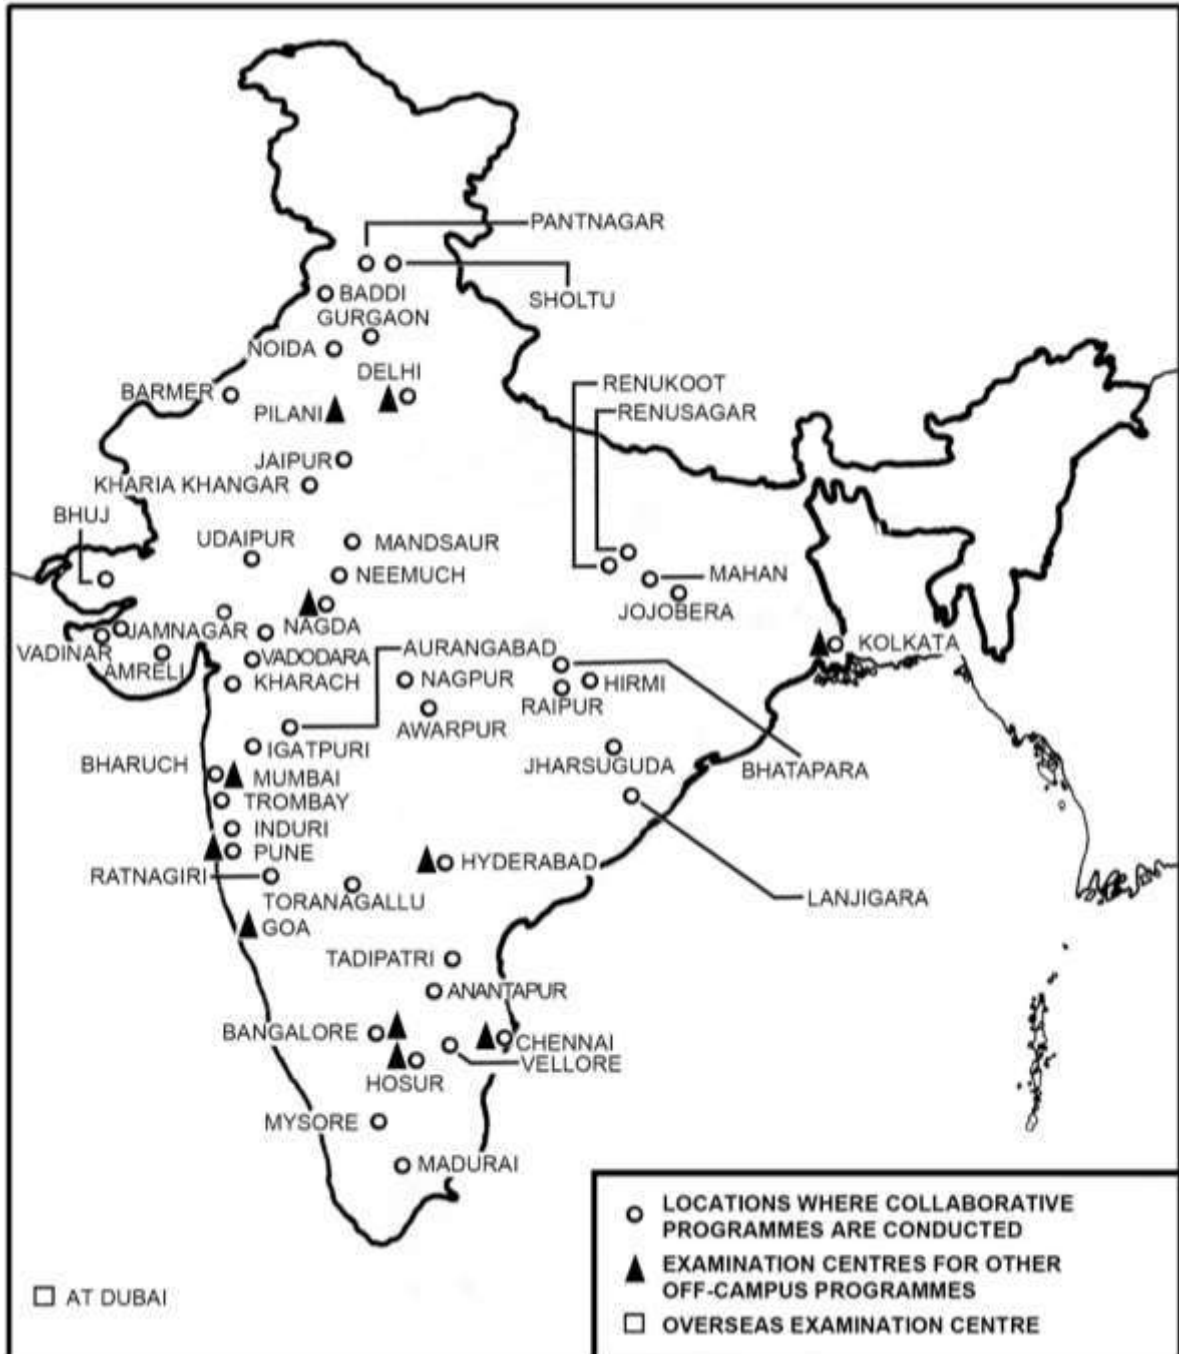 PANTNAGAR
SHOLTU
BADDI
GURGAON
NOIDA
DELHI
RENUKOOT
BARMER
PILANI
RENUSAGAR
JAIPUR
KHARIA KHANGAR
BHUJ
UDAIPUR
MANDSAUR
NEEMUCH
MAHAN
JOJOBERA
JAMNAGAR
NAGDA
VADINAR
AURANGABAD
KOLKATA
VADODARA
AMRELI
KHARACH
NAGPUR
HIRMI
RAIPUR
AWARPUR
IGATPURI
BHARUCH
JHARSUGUDA
BHATAPARA
MUMBAI
TROMBAY
INDURI
PUNE
HYDERABAD
RATNAGIRI
TORANAGALLU
LANJIGARA
GOA
TADIPATRI
ANANTAPUR
BANGALORE
CHENNAI
VELLORE
HOSUR
MYSORE
MADURAI
LOCATIONS WHERE COLLABORATIVE
PROGRAMMES ARE CONDUCTED
EXAMINATION CENTRES FOR OTHER
OFF-CAMPUS PROGRAMMES
AT DUBAI
OVERSEAS EXAMINATION CENTRE